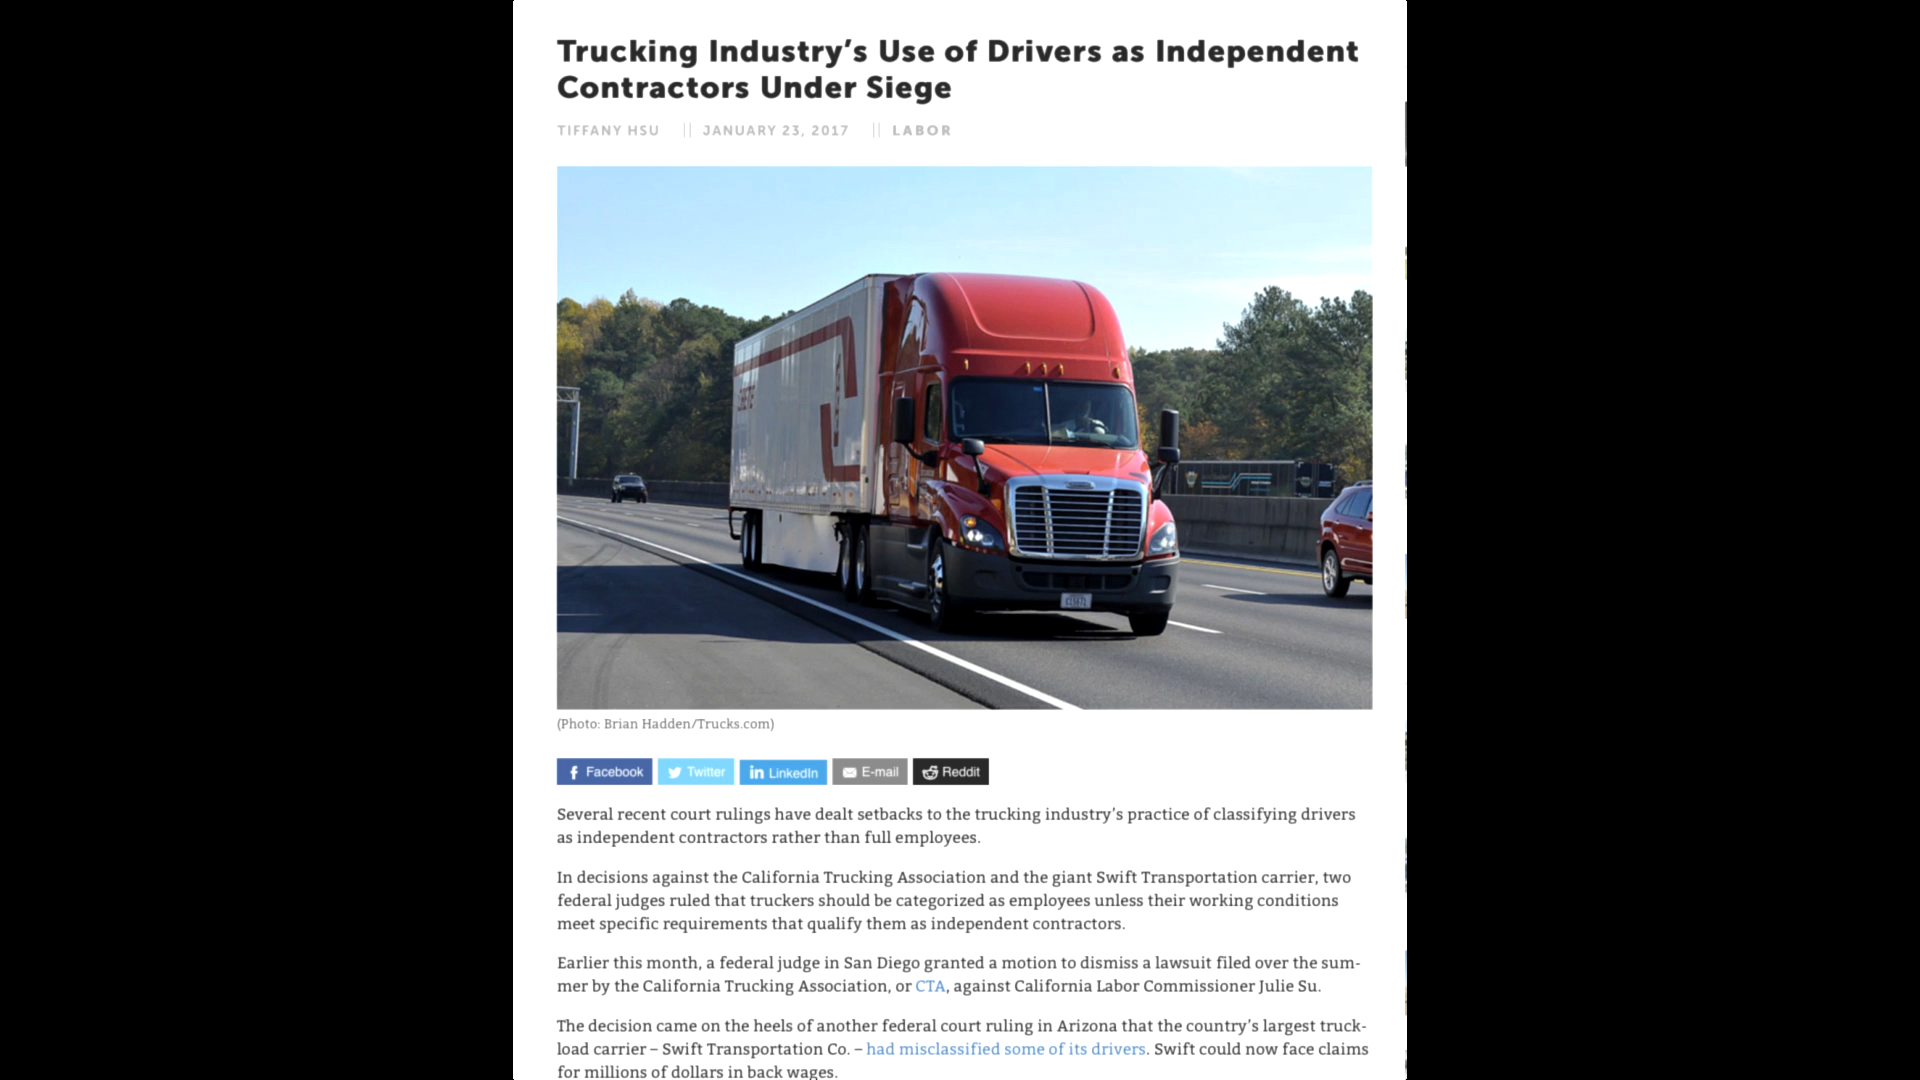 Trucking Industry’s Use of Drivers as Independent
Contractors Under Siege
TIFFANY HSU || JANUARY 23, 2017 || LABOR
(Photo: Brian Hadden/Trucks.com)
Facebook Twitter LinkedIn E-mail Reddit
Several recent court rulings have dealt setbacks to the trucking industry’s practice of classifying drivers
as independent contractors rather than full employees.
In decisions against the California Trucking Association and the giant Swift Transportation carrier, two
federal judges ruled that truckers should be categorized as employees unless their working conditions
meet specific requirements that qualify them as independent contractors.
Earlier this month, a federal judge in San Diego granted a motion to dismiss a lawsuit filed over the sum-
mer by the California Trucking Association, or CTA, against California Labor Commissioner Julie Su.
The decision came on the heels of another federal court ruling in Arizona that the country’s largest truck-
load carrier – Swift Transportation Co. – had misclassified some of its drivers. Swift could now face claims
for millions of dollars in back wages.